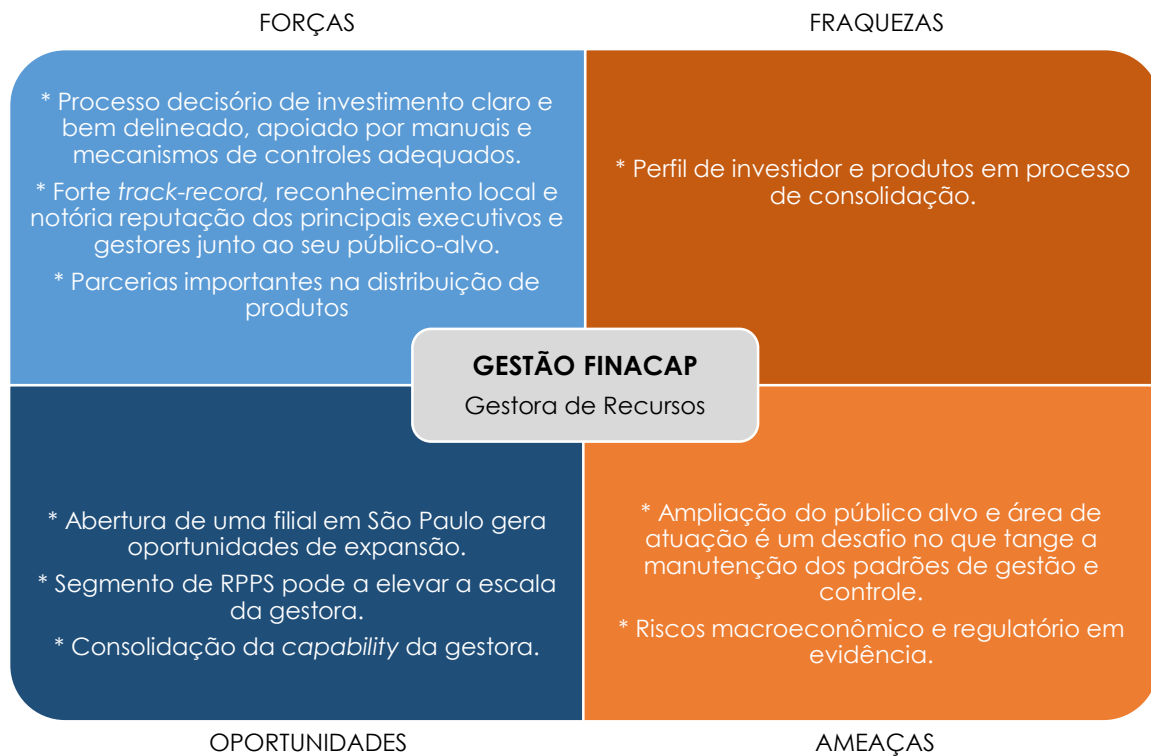 FORÇAS
FRAQUEZAS
* Processo decisório de investimento claro e
bem delineado, apoiado por manuais e
mecanismos de controles adequados.
* Forte track-record, reconhecimento local e
notória reputação dos principais executivos e
gestores junto ao seu público-alvo.
* Parcerias importantes na distribuição de
produtos
* Perfil de investidor e produtos em processo
de consolidação.
GESTÃO FINACAP
Gestora de Recursos
* Abertura de uma filial em São Paulo gera
oportunidades de expansão.
* Segmento de RPPS pode a elevar a escala
da gestora.
* Consolidação da capability da gestora.
* Ampliação do público alvo e área de
atuação é um desafio no que tange a
manutenção dos padrões de gestão e
controle.
* Riscos macroeconômico e regulatório em
evidência.
OPORTUNIDADES
AMEAÇAS